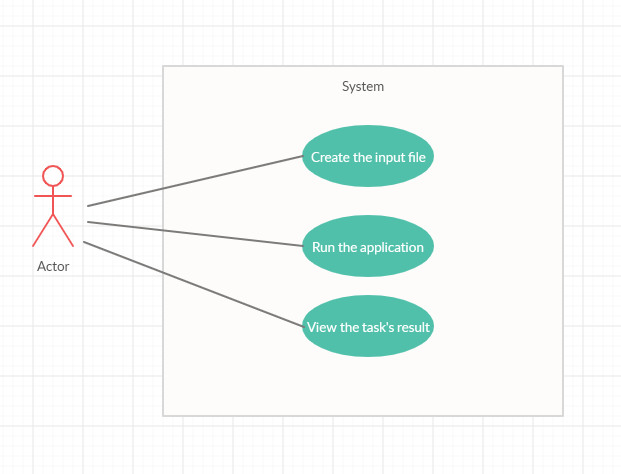 System
Create the input file
Run the application
Actor
View the task's result